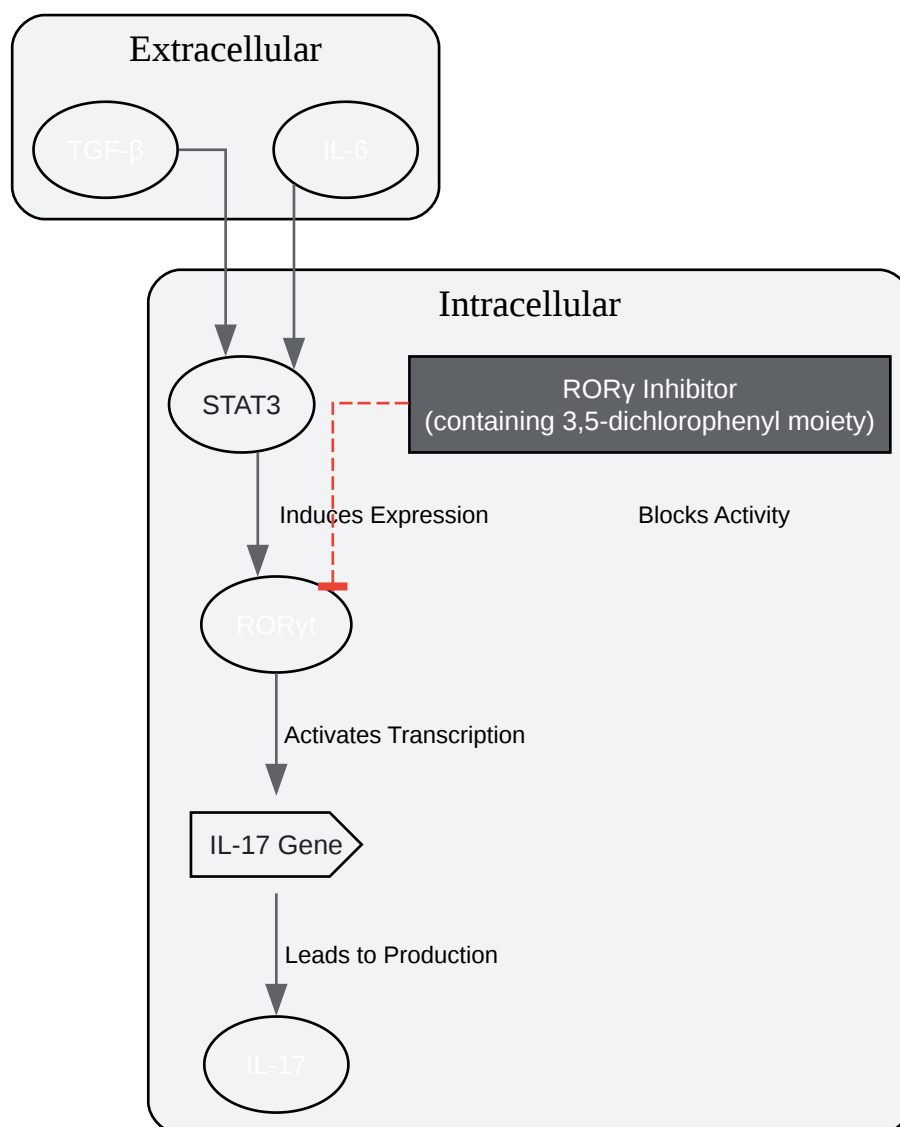 Extracellular
TGF-β
IL-6
Intracellular
STAT3
RORγ Inhibitor
(containing 3,5-dichlorophenyl moiety)
Induces Expression
Blocks Activity
RORγt
Activates Transcription
IL-17 Gene
Leads to Production
IL-17